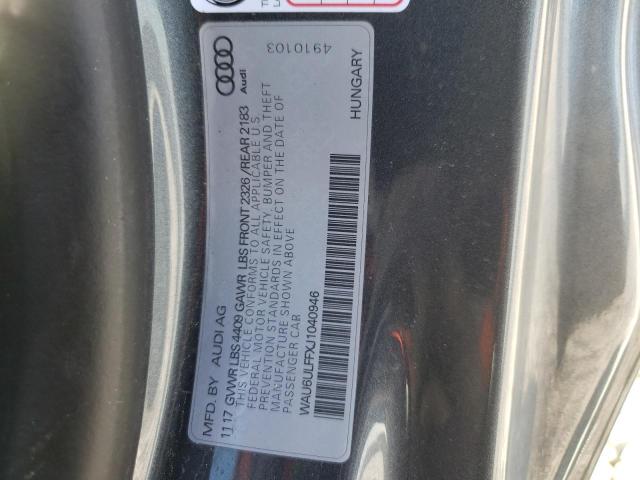 MFD. BY AUDI AG
Audi
11 17 GVWR LBS 4409 GAWR LBS FRONT 2326 /REAR 2183
THIS VEHICLE CONFORMS TO ALL APPLICABLE U.S.
FEDERAL MOTOR VEHICLE SAFETY, BUMPER AND THEFT
PREVENTION STANDARDS IN EFFECT ON THE DATE OF
MANUFACTURE SHOWN ABOVE
PASSENGER CAR
4910103
WAU6ULFFXJ1040946
HUNGARY